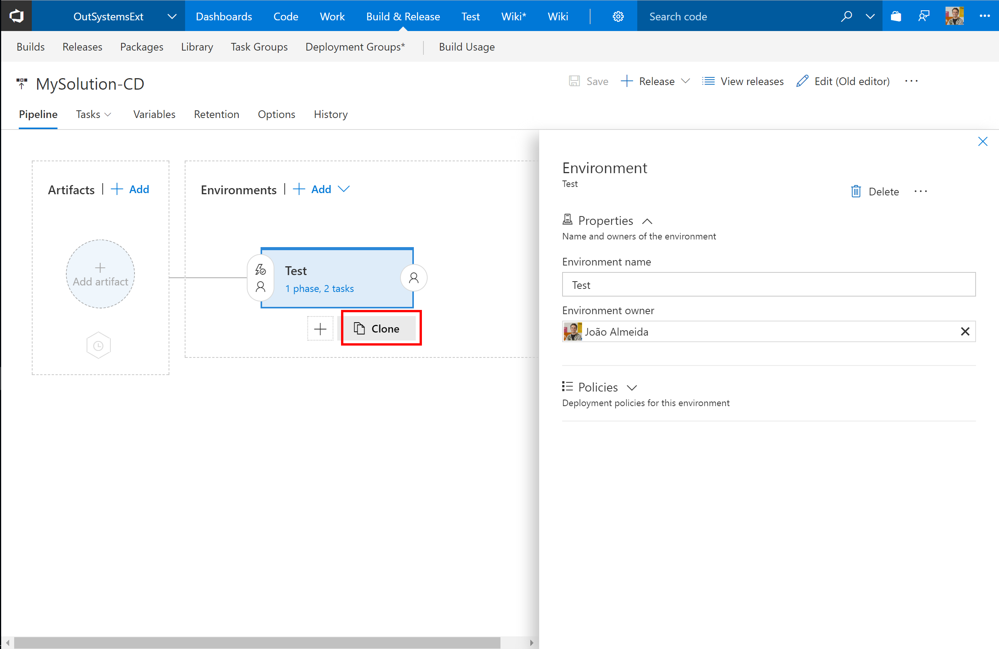 OutSystemsExt Dashboards Code Work Build & Release Test Wiki* Wiki Search code
Builds Releases Packages Library Task Groups Deployment Groups* Build Usage
MySolution-CD Save Release View releases Edit (Old editor) ...
Pipeline Tasks Variables Retention Options History
Artifacts | + Add
Environments | + Add
Add artifact
Test
1 phase, 2 tasks
Clone
Environment
Test
Delete ...
Properties
Name and owners of the environment
Environment name
Test
Environment owner
João Almeida
Policies
Deployment policies for this environment